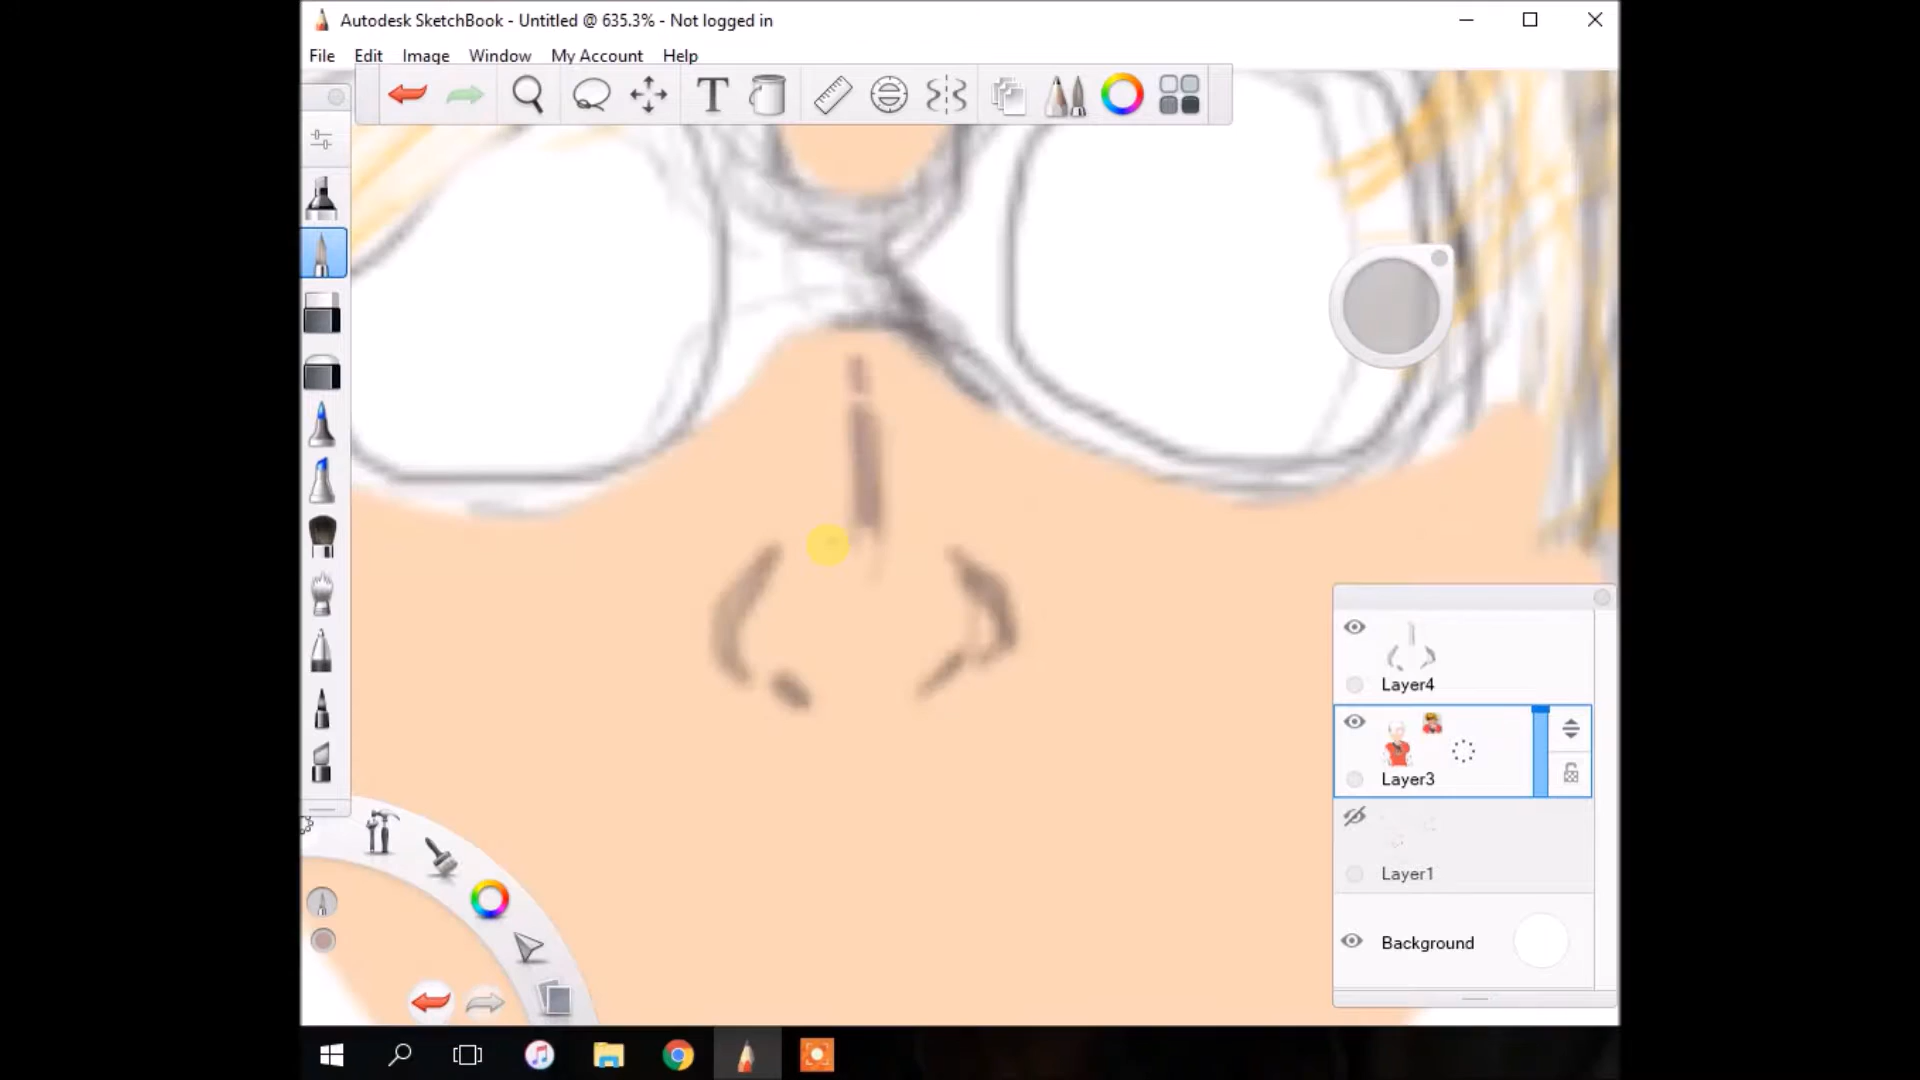 Autodesk SketchBook - Untitled @ 635.3% - Not logged in
File Edit Image Window My Account Help
T
Layer4
Layer3
Layer1
Background